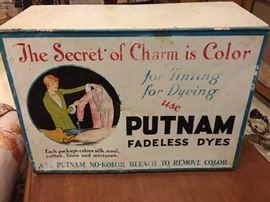 The Secret of Charm is Color
for Tinting
for Dyeing
use
PUTNAM
FADELESS DYES
Each package colors silk, wool,
cotton, linen and mixtures.
USE PUTNAM NO-KOLOR BLEACH TO REMOVE COLOR